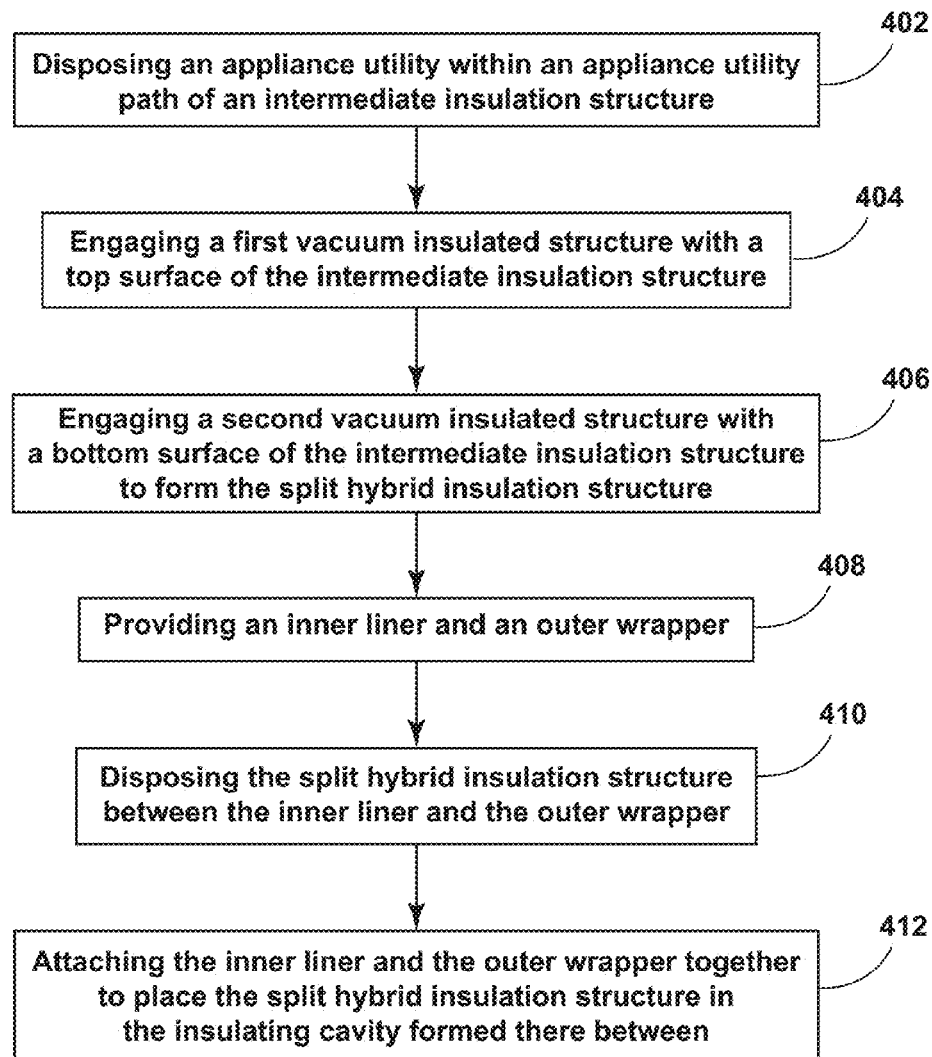 402
Disposing an appliance utility within an appliance utility
path of an intermediate insulation structure
404
Engaging a first vacuum insulated structure with a
top surface of the intermediate insulation structure
406
Engaging a second vacuum insulated structure with
a bottom surface of the intermediate insulation structure
to form the split hybrid insulation structure
408
Providing an inner liner and an outer wrapper
410
Disposing the split hybrid insulation structure
between the inner liner and the outer wrapper
412
Attaching the inner liner and the outer wrapper together
to place the split hybrid insulation structure in
the insulating cavity formed there between